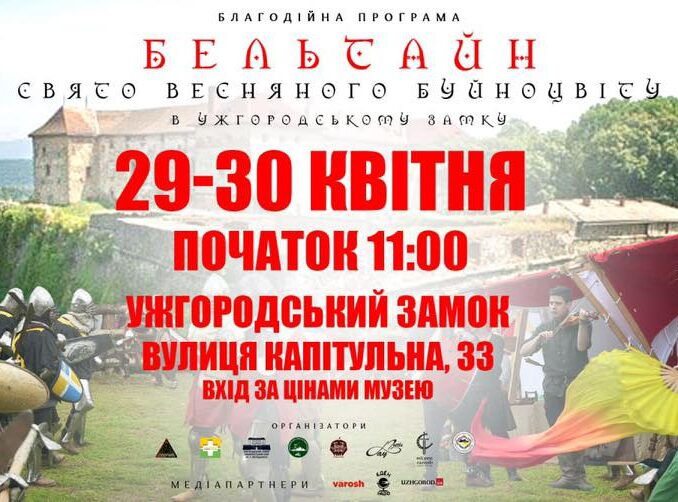 БЛАГОДІЙНА ПРОГРАМА
БЕЛЬТАЙН
СВЯТО ВЕСНЯНОГО БУЙНОЦВІТУ
В УЖГОРОДСЬКОМУ ЗАМКУ
29-30 КВІТНЯ
ПОЧАТОК 11:00
УЖГОРОДСЬКИЙ ЗАМОК
ВУЛИЦЯ КАПІТУЛЬНА, 33
ВХІД ЗА ЦІНАМИ МУЗЕЮ
ОРГАНІЗАТОРИ
МЕДІАПАРТНЕРИ varosh UZHGOROD